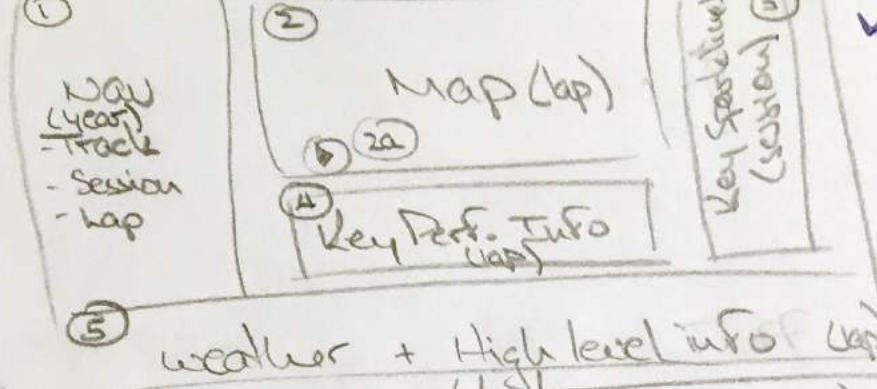 1
Nav
(year)
- Track
- Session
- Lap
2
Map (lap)
2a
4
Key Perf. Info
(lap)
Key Sparkline
(session)
5
weather + High level info (lap)